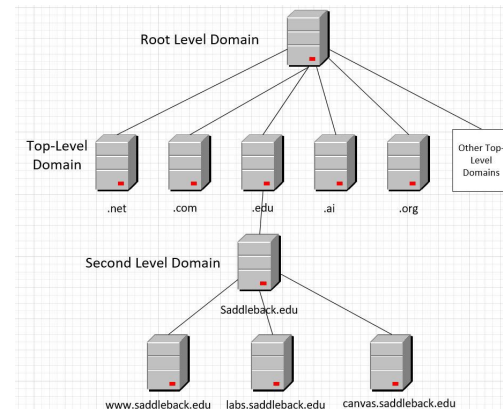 Root Level Domain
Top-Level
Domain
Other Top-
Level
Domains
.net
.com
.edu
.ai
.org
Second Level Domain
Saddleback.edu
www.saddleback.edu
labs.saddleback.edu
canvas.saddleback.edu